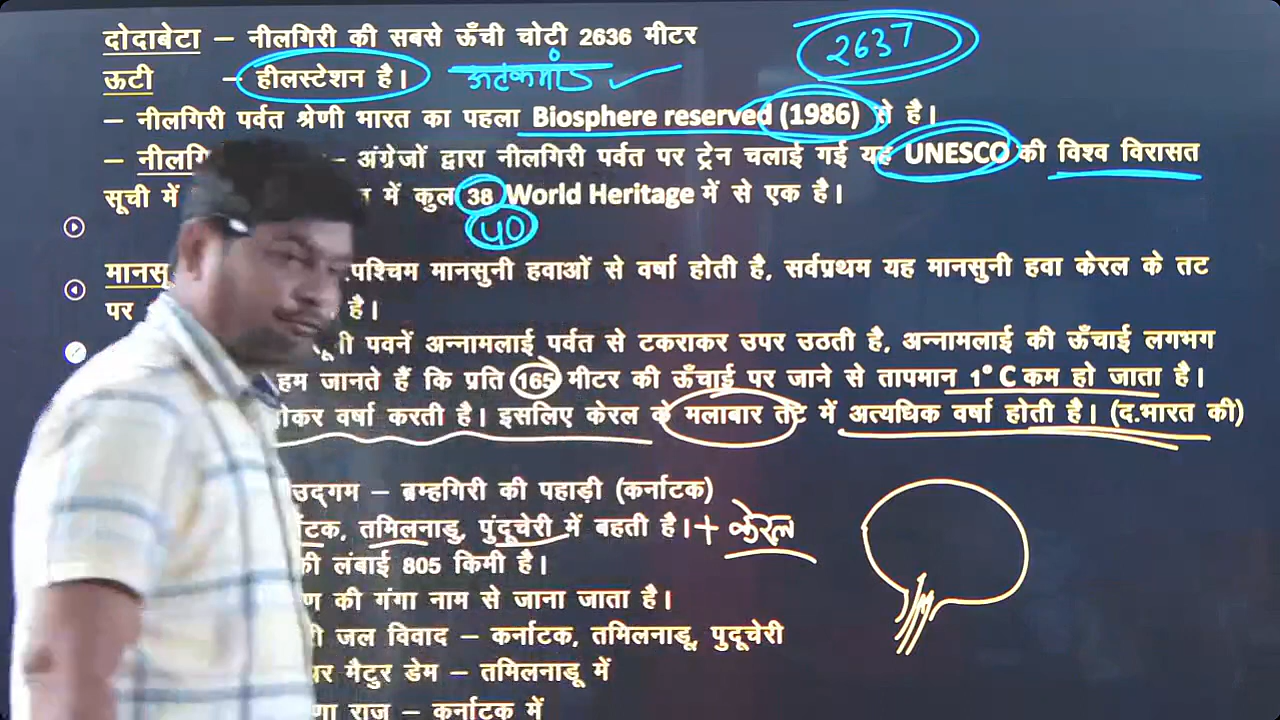 दोदाबेटा – नीलगिरी की सबसे ऊँची चोटी 2636 मीटर 2637
ऊटी – हीलस्टेशन है। ऊटकमांड
– नीलगिरी पर्वत श्रेणी भारत का पहला Biosphere reserved (1986) से है।
– अंग्रेजों द्वारा नीलगिरी पर्वत पर ट्रेन चलाई गई यह UNESCO की विश्व विरासत
सूची में में कुल 38 World Heritage में से एक है।
40
पश्चिम मानसुनी हवाओं से वर्षा होती है, सर्वप्रथम यह मानसुनी हवा केरल के तट
पर है।
पवनें अन्नामलाई पर्वत से टकराकर उपर उठती है, अन्नामलाई की ऊँचाई लगभग
हम जानते हैं कि प्रति 165 मीटर की ऊँचाई पर जाने से तापमान 1° C कम हो जाता है।
वर्षा करती है। इसलिए केरल के मलाबार तट में अत्यधिक वर्षा होती है। (द.भारत की)
उद्गम – ब्रम्हगिरी की पहाड़ी (कर्नाटक)
तमिलनाडु, पुंदूचेरी में बहती है। + केरल
की लंबाई 805 किमी है।
की गंगा नाम से जाना जाता है।
जल विवाद – कर्नाटक, तमिलनाडू, पुदूचेरी
मैटुर डेम – तमिलनाडू में
राज – कर्नाटक में